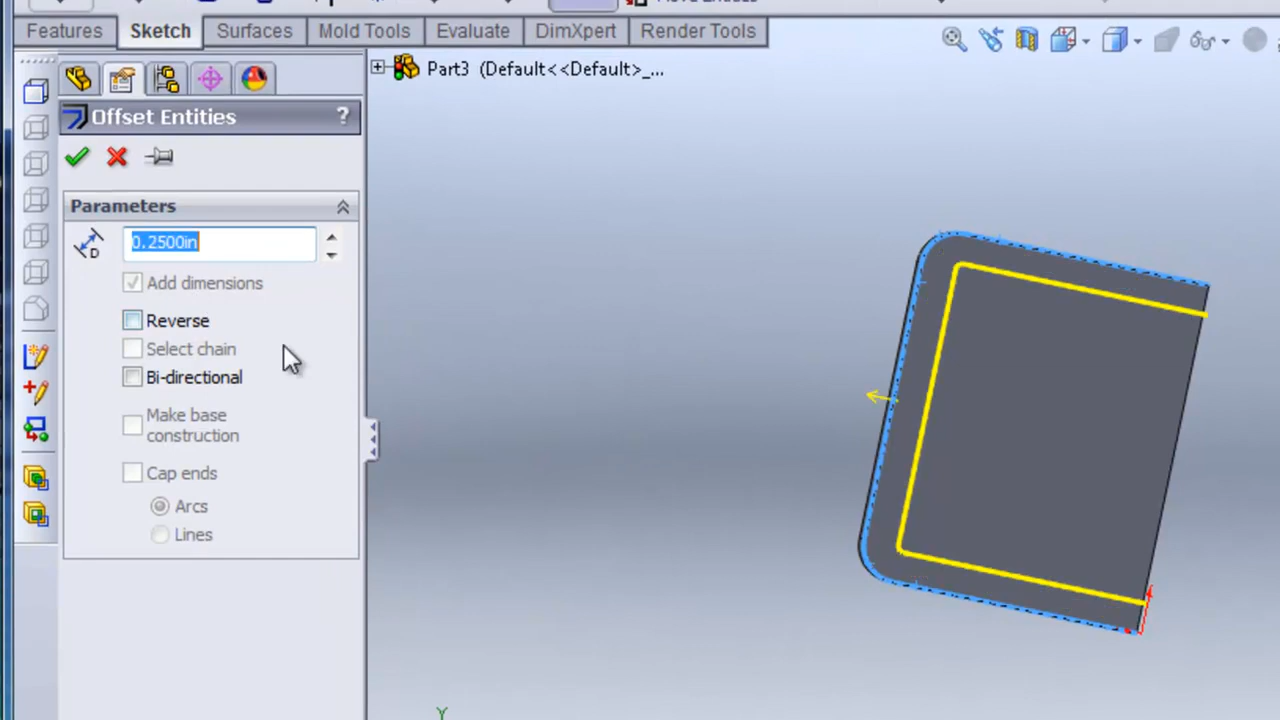 Features Sketch Surfaces Mold Tools Evaluate DimXpert Render Tools
Part3 (Default<<Default>_...
Offset Entities ?
Parameters
D 0.2500in
Add dimensions
Reverse
Select chain
Bi-directional
Make base
construction
Cap ends
Arcs
Lines
Y